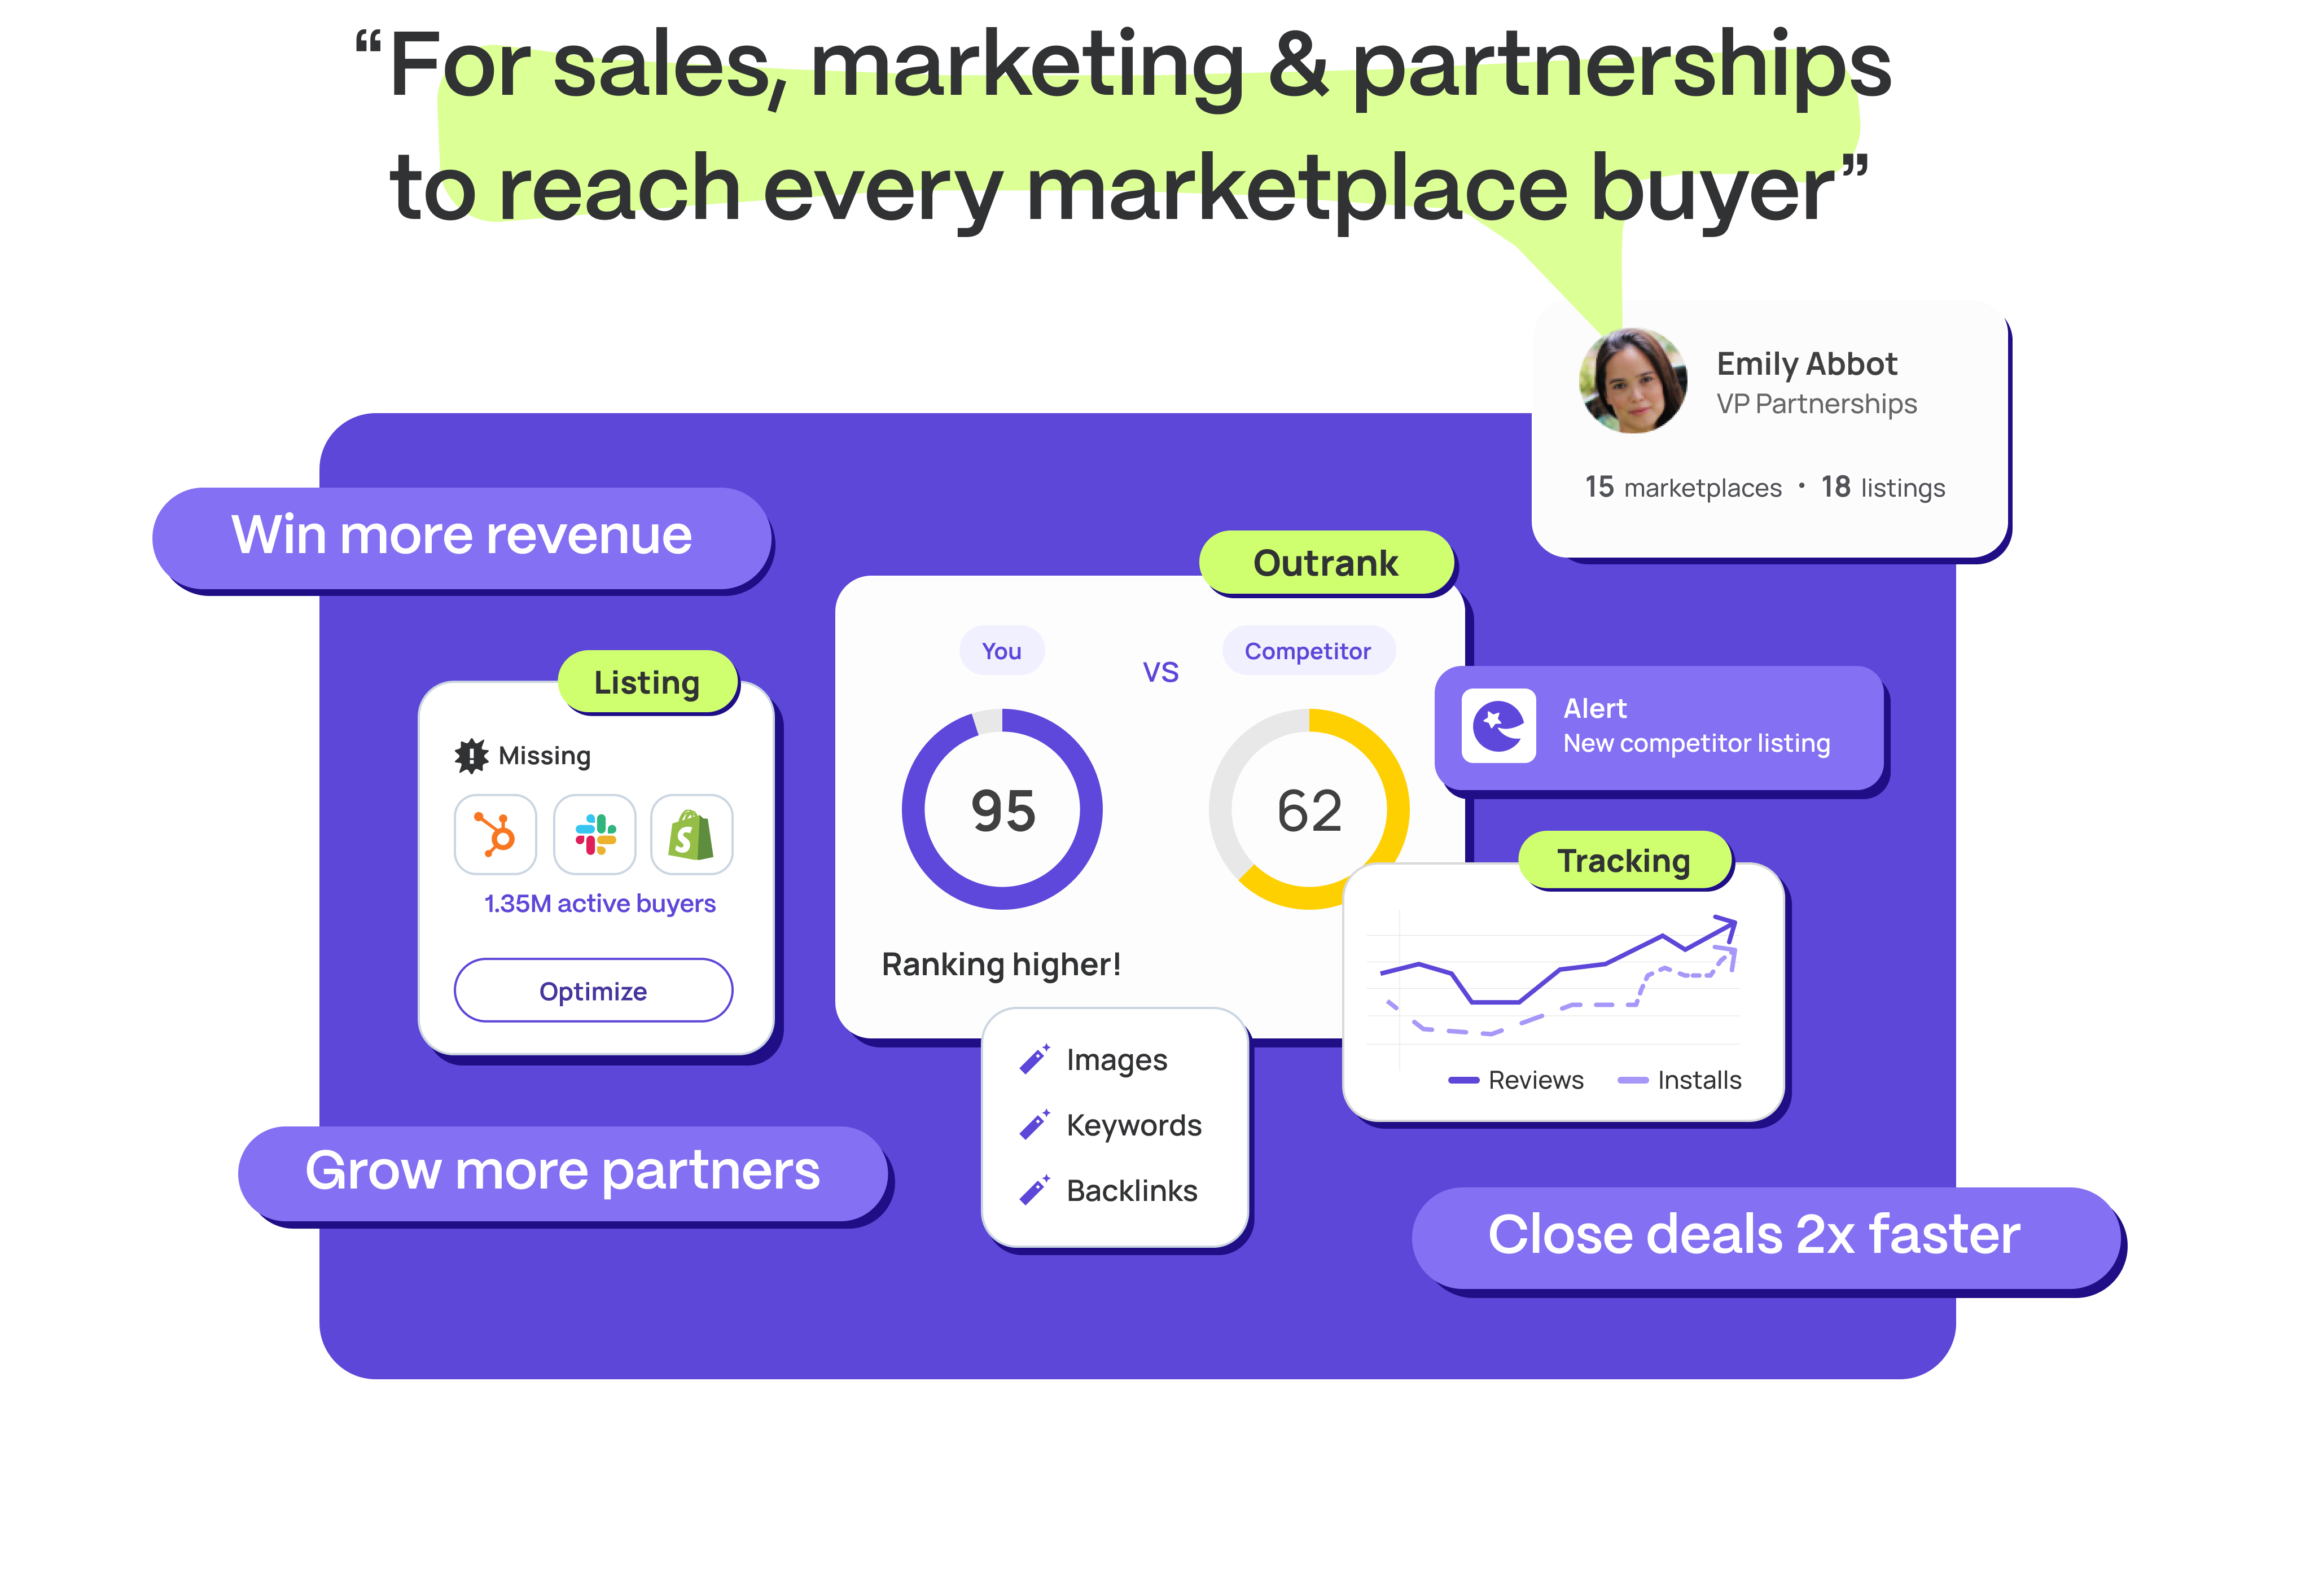 “For sales, marketing & partnerships
to reach every marketplace buyer”
Emily Abbot
VP Partnerships
15 marketplaces • 18 listings
Win more revenue
Outrank
You
VS
Competitor
95
62
Ranking higher!
Listing
Missing
1.35M active buyers
Optimize
Alert
New competitor listing
Tracking
Reviews
Installs
Images
Keywords
Backlinks
Grow more partners
Close deals 2x faster